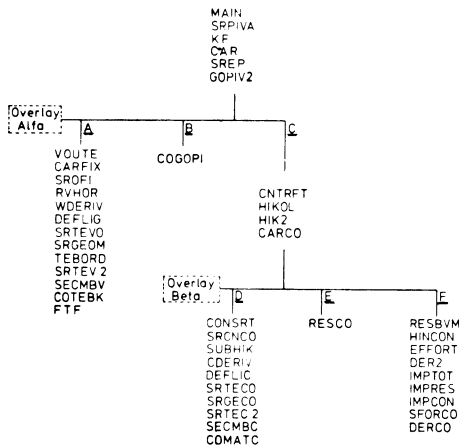 MAIN
SRPIVA
KF
CAR
SREP
GOPIV2
Overlay
Alfa
A
B
C
VOUTE
CARFIX
SROFI
RVHOR
WDERIV
DEFLIG
SRTEVO
SRGEOM
TEBORD
SRTEV 2
SECMBV
COTEBK
FTF
COGOPI
CNTRFT
HIKOL
HIK2
CARCO
Overlay
Beta
D
E
F
CONSRT
SRCNCO
SUBHIK
CDERIV
DEFLIC
SRTECO
SRGECO
SRTEC 2
SECMBC
COMATC
RESCO
RESBVM
HINCON
EFFORT
DER2
IMPTOT
IMPRES
IMPCON
SFORCO
DERCO